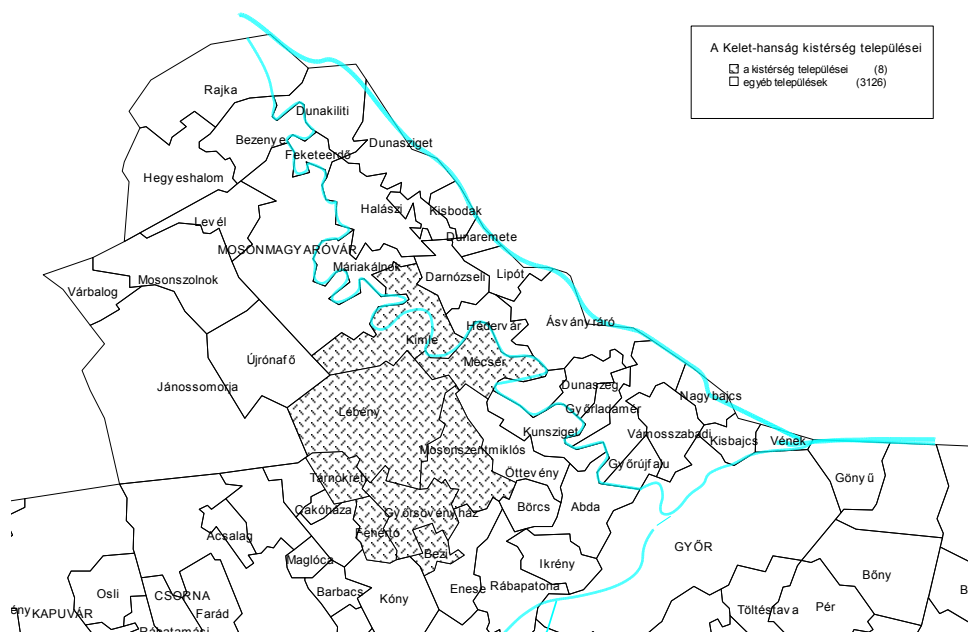 A Kelet-hanság kistérség települései
a kistérség települései (8)
egyéb települések (3126)
Rajka
Dunakiliti
Bezenye
Dunasziget
Feketeerdő
Hegyeshalom
Halászi
Kisbodak
Levél
Dunaremete
MOSONMAGYARÓVÁR
Máriakálnok
Darnózseli
Lipót
Mosonszolnok
Várbalog
Hédervár
Ásványráró
Kimle
Mecsér
Újrónafő
Jánossomorja
Dunaszeg
Nagybajcs
Lébény
Győrladamér
Kunsziget
Vámosszabadi
Kisbajcs
Vének
Mosonszentmiklós
Győrújfalu
Öttevény
Tárnokréti
Gönyű
Börcs
Abda
Cakóháza
Győrsövényház
Fehértó
Acsalag
GYŐR
Bezi
Maglóca
Ikrény
Bőny
Enese
Rábapatona
Osli
CSORNA
Barbacs
Kóny
Pér
KAPUVÁR
Farád
Töltéstava